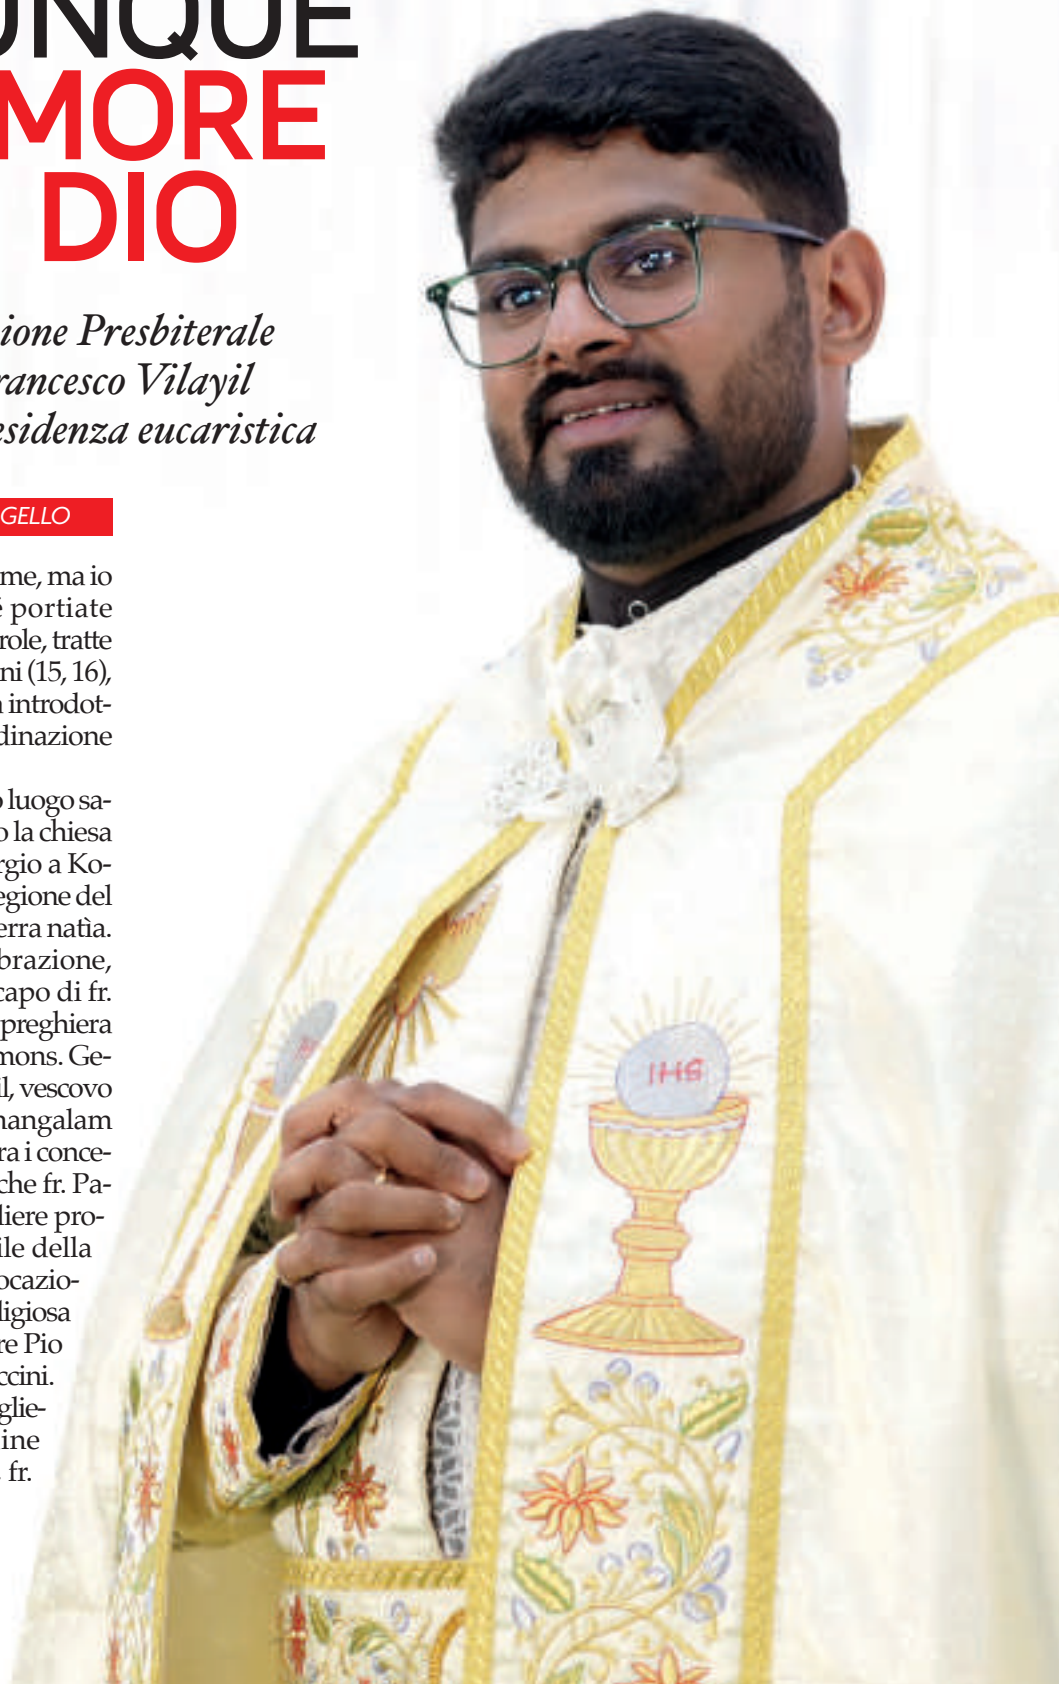 UNQUE
MORE
DIO
ione Presbiterale
rancesco Vilayil
esidenza eucaristica
GELLO
me, ma io
é portiate
role, tratte
ni (15, 16),
introdot-
dinazione
o luogo sa-
o la chiesa
rgio a Ko-
egione del
erra natìa.
brazione,
capo di fr.
preghiera
mons. Ge-
il, vescovo
nangalam
ra i conce-
che fr. Pa-
liere pro-
ile della
ocazio-
ligiosa
re Pio
ccini.
glie-
ine
fr.
IHS